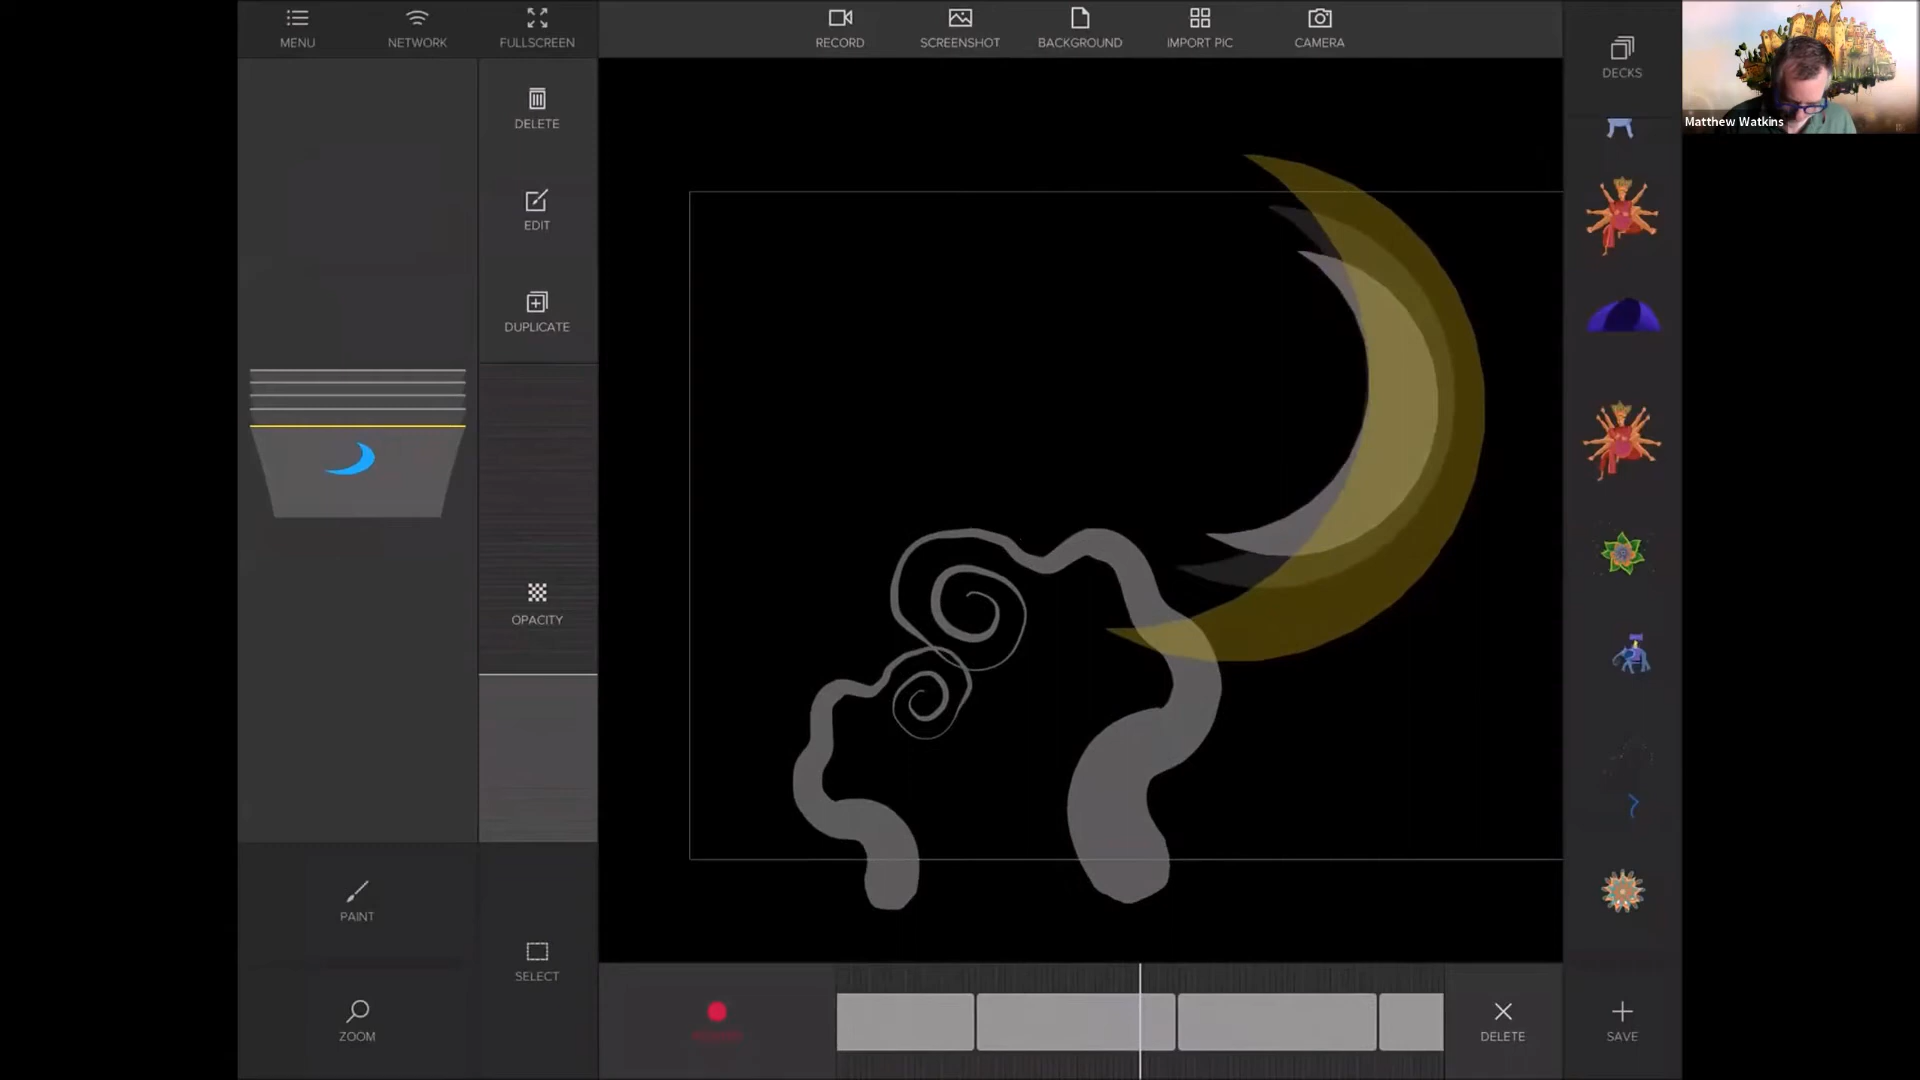 MENU
NETWORK
FULLSCREEN
RECORD
SCREENSHOT
BACKGROUND
IMPORT PIC
CAMERA
DECKS
Matthew Watkins
DELETE
EDIT
DUPLICATE
OPACITY
PAINT
SELECT
ZOOM
DELETE
SAVE